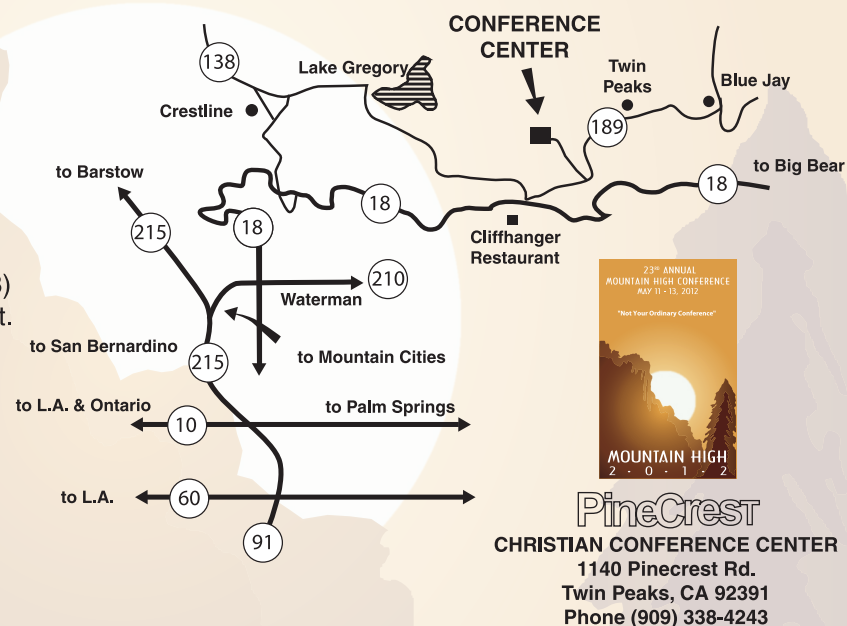 CONFERENCE
CENTER
138
Lake Gregory
Twin
Peaks
Blue Jay
Crestline
189
to Barstow
to Big Bear
18
18
18
215
Cliffhanger
Restaurant
3)
t.
210
Waterman
to San Bernardino
215
to Mountain Cities
to L.A. & Ontario
10
to Palm Springs
to L.A.
60
91
23rd ANNUAL
MOUNTAIN HIGH CONFERENCE
MAY 11 - 13, 2012
"Not Your Ordinary Conference"
MOUNTAIN HIGH
2 · 0 · 1 · 2
PineCrest
CHRISTIAN CONFERENCE CENTER
1140 Pinecrest Rd.
Twin Peaks, CA 92391
Phone (909) 338-4243